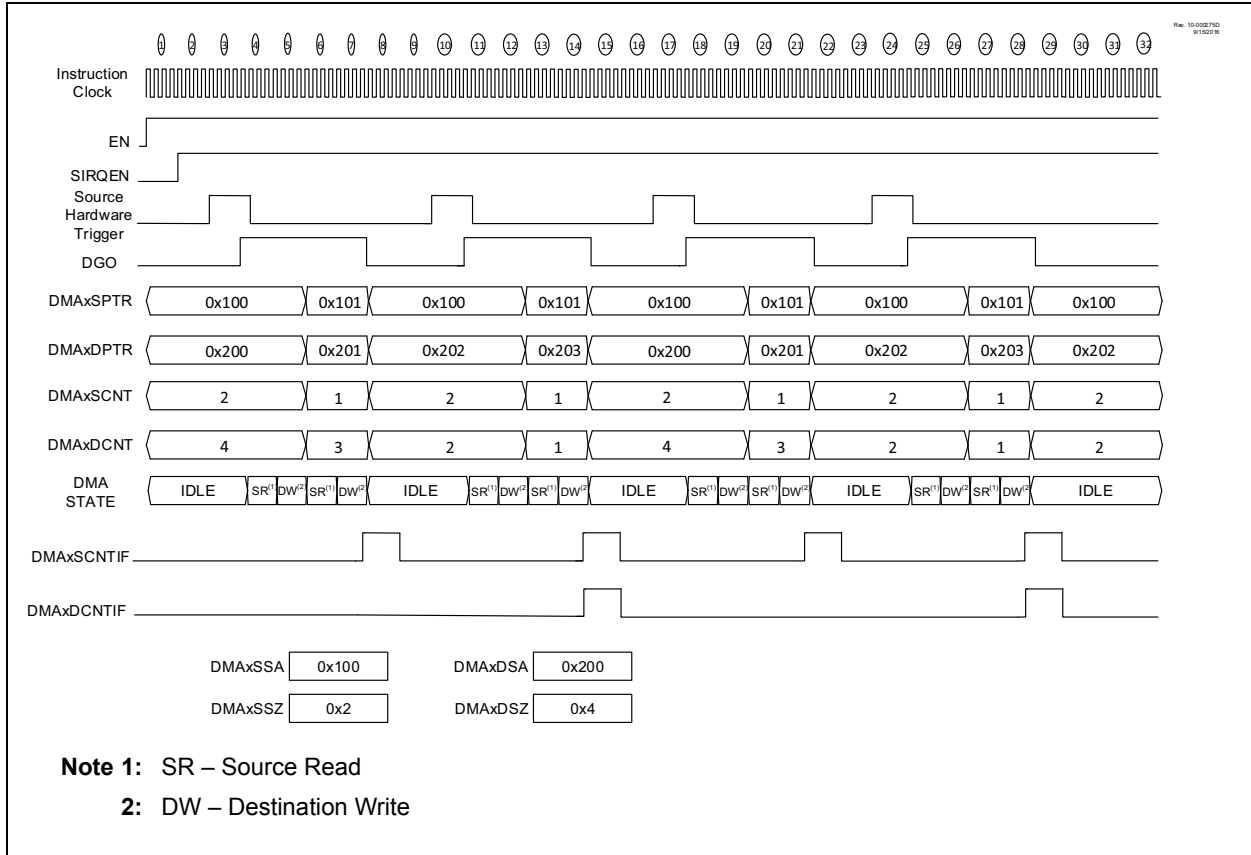 Rev. 10-000275D
9/15/2016
1 2 3 4 5 6 7 8 9 10 11 12 13 14 15 16 17 18 19 20 21 22 23 24 25 26 27 28 29 30 31 32
Instruction
Clock
EN
SIRQEN
Source
Hardware
Trigger
DGO
DMAxSPTR 0x100 0x101 0x100 0x101 0x100 0x101 0x100 0x101 0x100
DMAxDPTR 0x200 0x201 0x202 0x203 0x200 0x201 0x202 0x203 0x202
DMAxSCNT 2 1 2 1 2 1 2 1 2
DMAxDCNT 4 3 2 1 4 3 2 1 2
DMA
STATE
IDLE SR(1) DW(2) SR(1) DW(2) IDLE SR(1) DW(2 SR(1) DW(2 IDLE SR(1) DW(2) SR(1) DW(2) IDLE SR(1) DW(2 SR(1) DW(2 IDLE
DMAxSCNTIF
DMAxDCNTIF
DMAxSSA 0x100 DMAxDSA 0x200
DMAxSSZ 0x2 DMAxDSZ 0x4
Note 1: SR – Source Read
2: DW – Destination Write